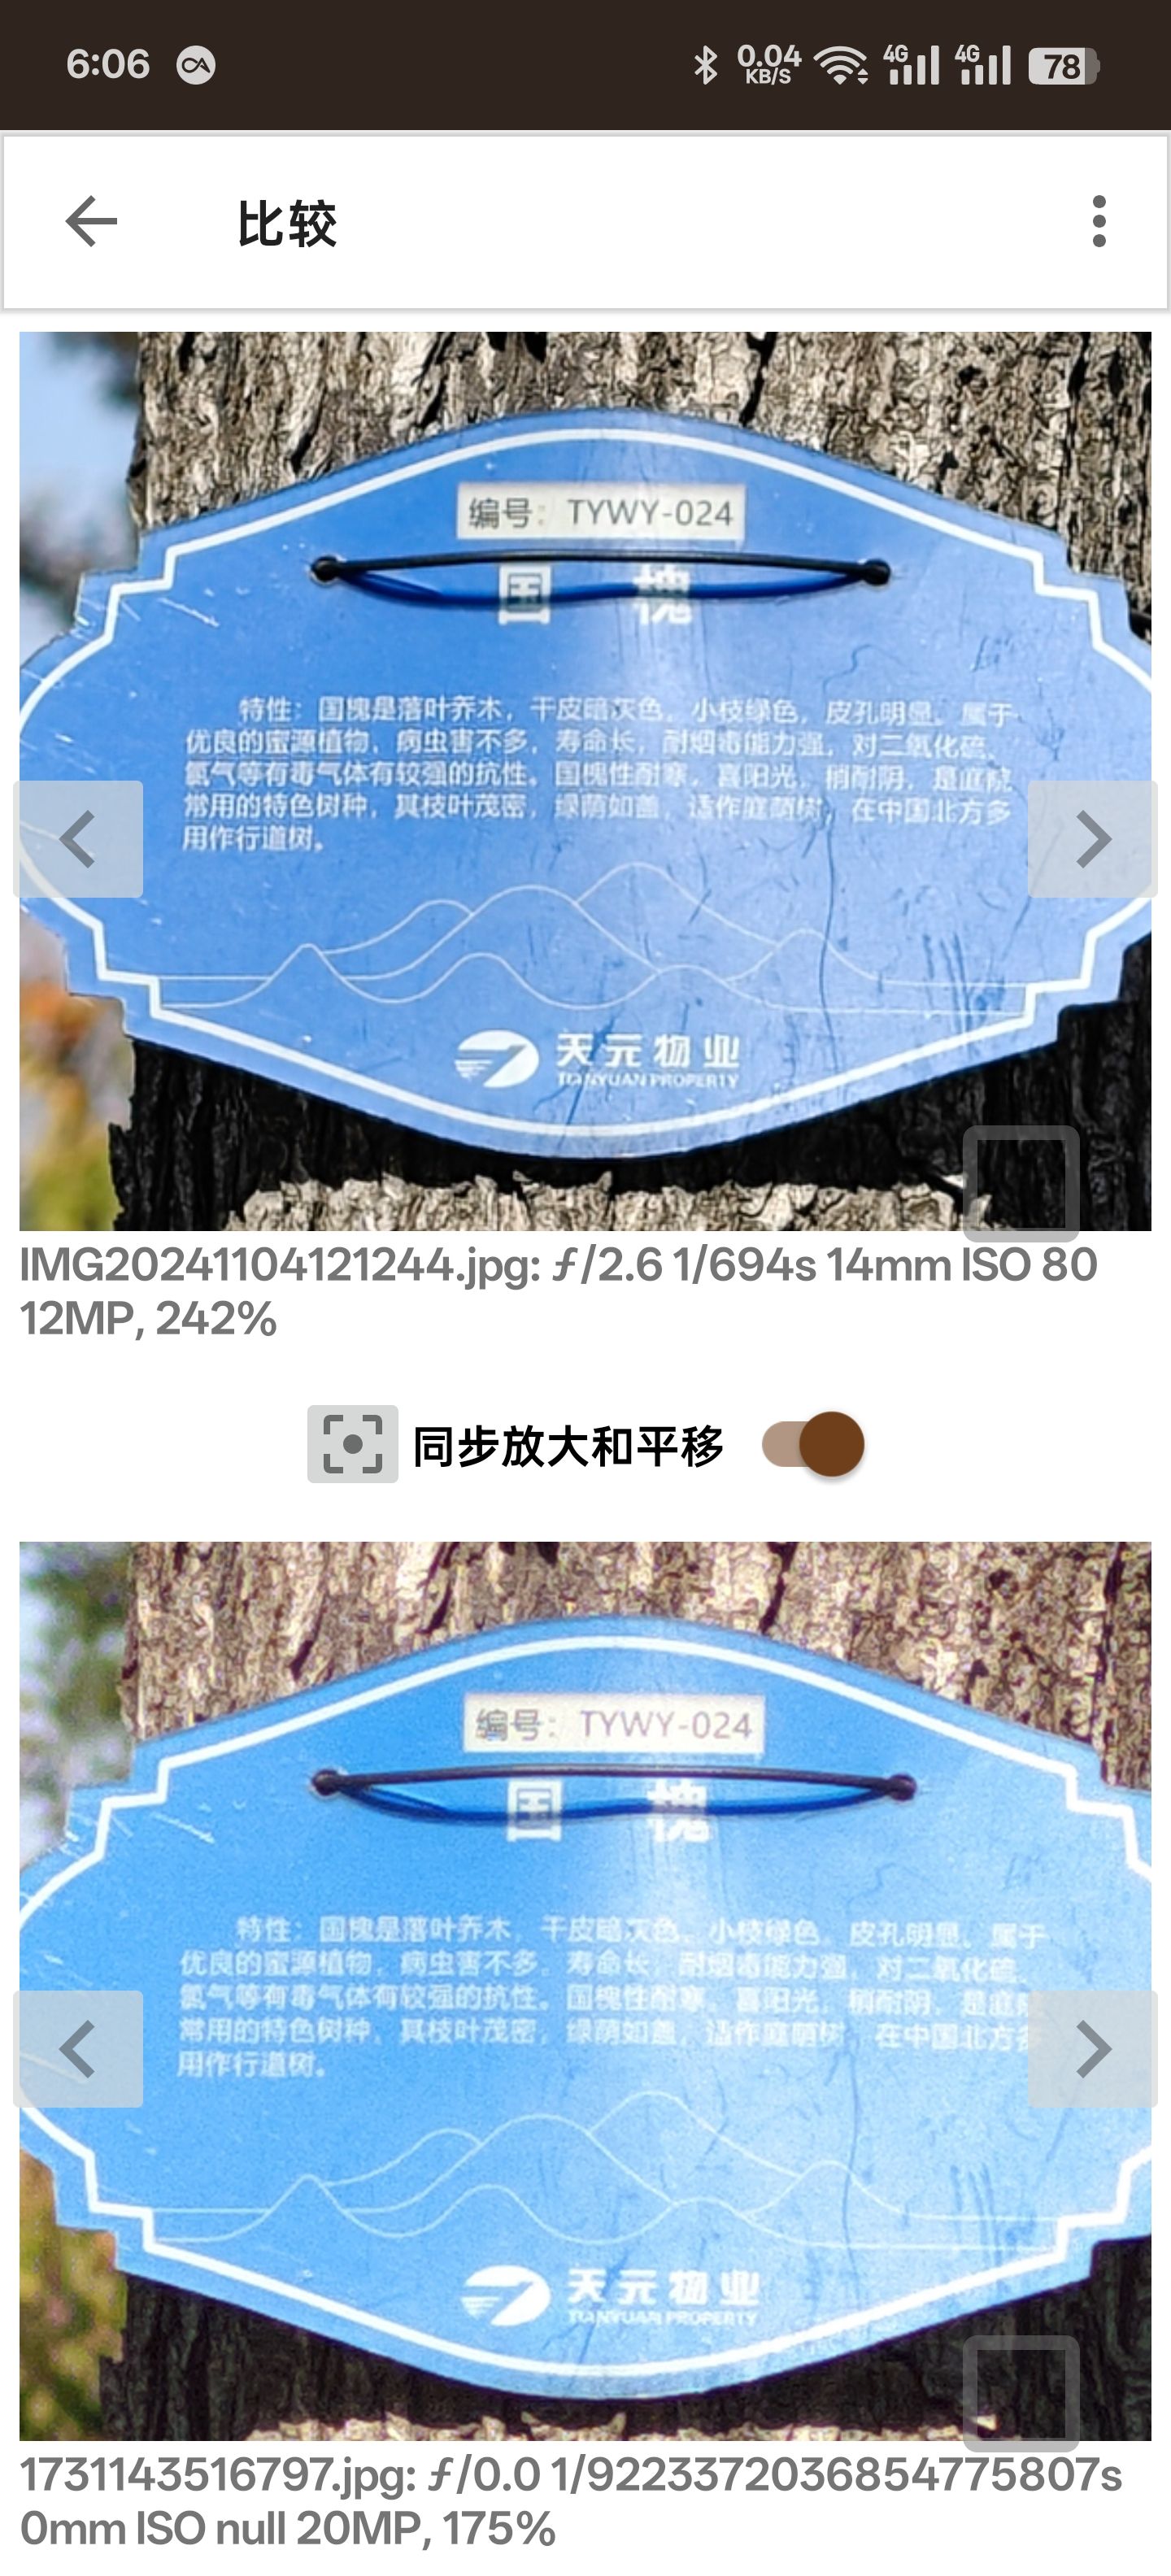 6:06
0.04
KB/S
4G
4G
78
比较
编号：TYWY-024
国 槐
特性：国槐是落叶乔木，干皮暗灰色，小枝绿色，皮孔明显。属于
优良的蜜源植物，病虫害不多，寿命长，耐烟毒能力强，对二氧化硫、
氯气等有毒气体有较强的抗性。国槐性耐寒，喜阳光，稍耐阴，是庭院
常用的特色树种，其枝叶茂密，绿荫如盖，适作庭荫树，在中国北方多
用作行道树。
天元物业
TIANYUAN PROPERTY
IMG20241104121244.jpg: ƒ/2.6 1/694s 14mm ISO 80
12MP, 242%
同步放大和平移
编号：TYWY-024
国 槐
特性：国槐是落叶乔木，干皮暗灰色，小枝绿色，皮孔明显。属于
优良的蜜源植物，病虫害不多，寿命长，耐烟毒能力强，对二氧化硫、
氯气等有毒气体有较强的抗性。国槐性耐寒，喜阳光，稍耐阴，是庭
常用的特色树种，其枝叶茂密，绿荫如盖，适作庭荫树，在中国北方多
用作行道树。
天元物业
TIANYUAN PROPERTY
1731143516797.jpg: ƒ/0.0 1/9223372036854775807s
0mm ISO null 20MP, 175%